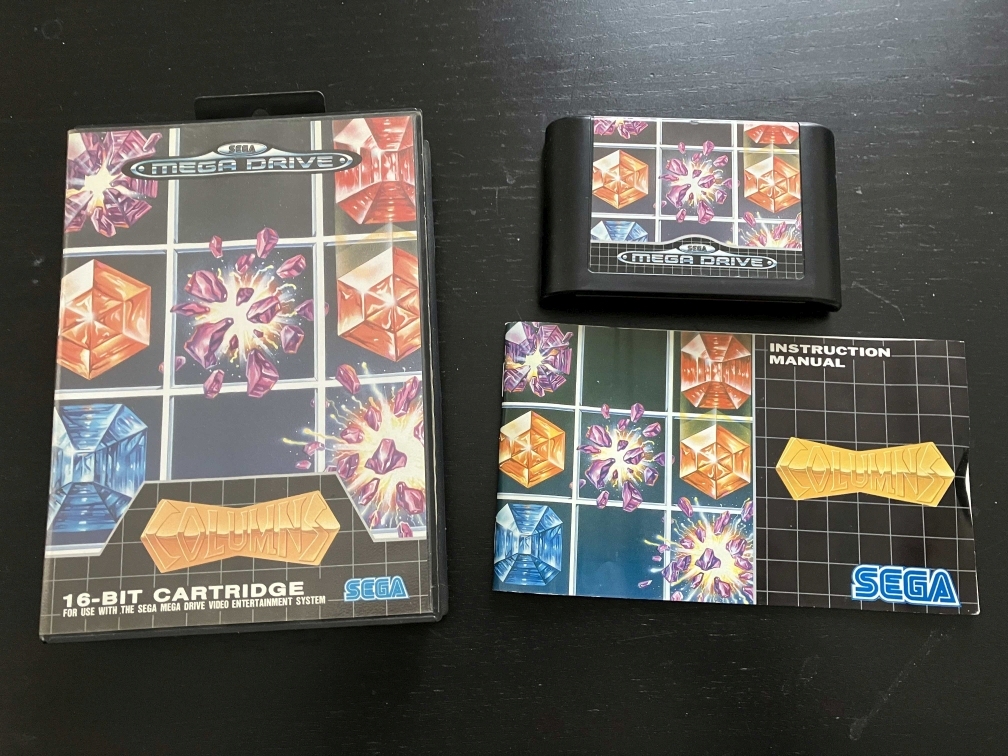 SEGA
MEGA DRIVE
COLUMNS
16-BIT CARTRIDGE
FOR USE WITH THE SEGA MEGA DRIVE VIDEO ENTERTAINMENT SYSTEM
SEGA
SEGA
MEGA DRIVE
INSTRUCTION
MANUAL
COLUMNS
SEGA